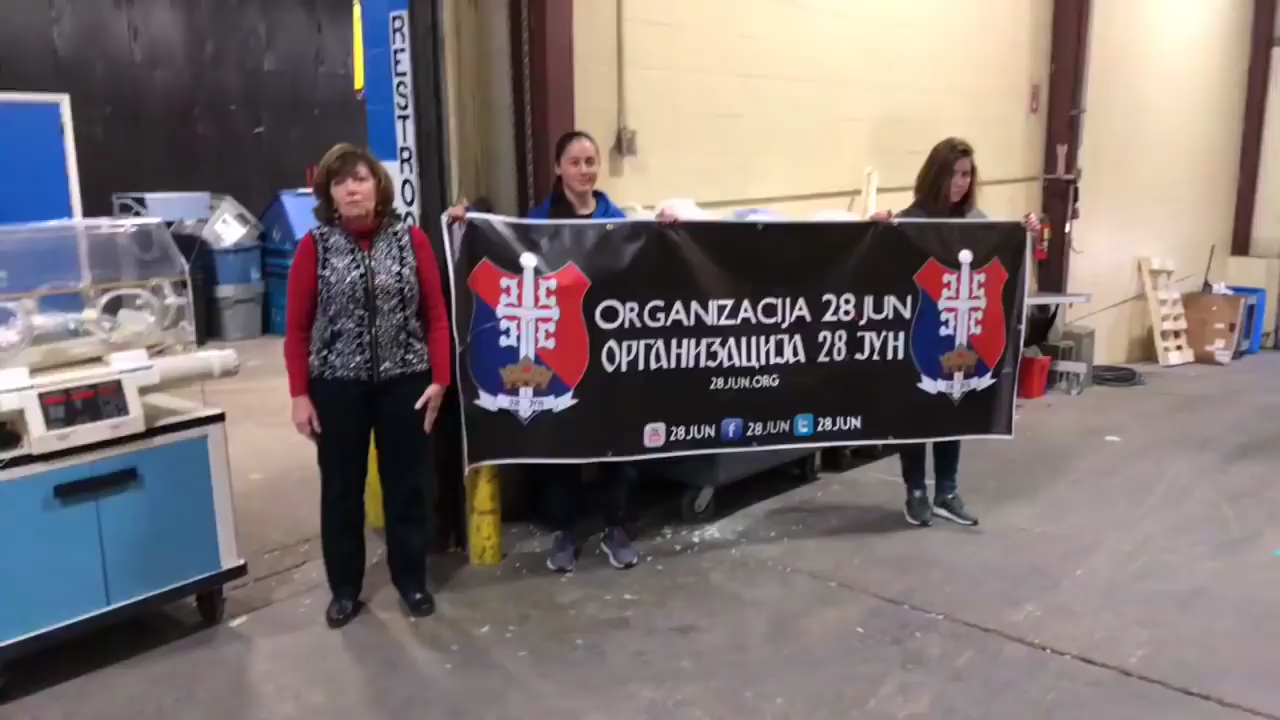 RESTRO
ORGANIZACIJA 28 JUN
ОРГАНИЗАЦИЈА 28 ЈУН
28JUN.ORG
28JUN 28JUN 28JUN